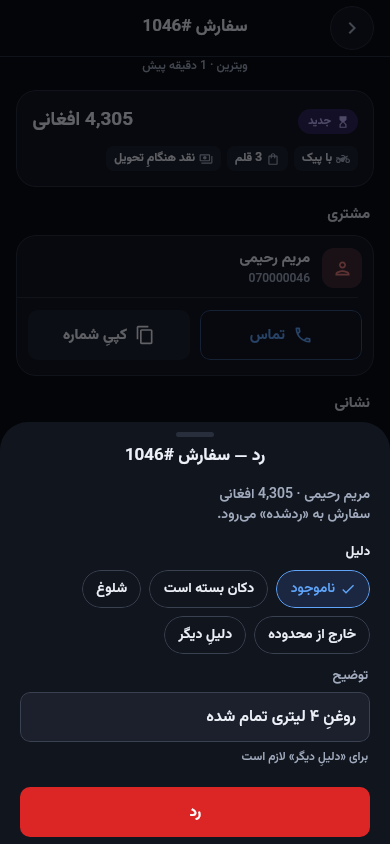 سفارش #1046
ویترین · 1 دقیقه پیش
جدید
4,305 افغانی
با پیک
3 قلم
نقد هنگام تحویل
مشتری
مریم رحیمی
070000046
تماس
کپیِ شماره
نشانی
رد — سفارش #1046
مریم رحیمی · 4,305 افغانی
سفارش به «ردشده» می‌رود.
دلیل
ناموجود
دکان بسته است
شلوغ
خارج از محدوده
دلیلِ دیگر
توضیح
روغنِ ۴ لیتری تمام شده
برای «دلیلِ دیگر» لازم است
رد